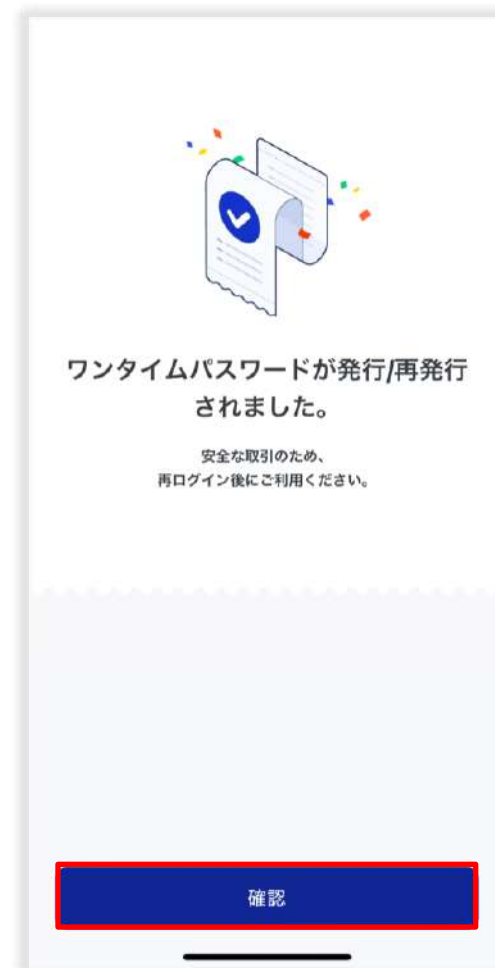 ワンタイムパスワードが発行/再発行
されました。
安全な取引のため、
再ログイン後にご利用ください。
確認